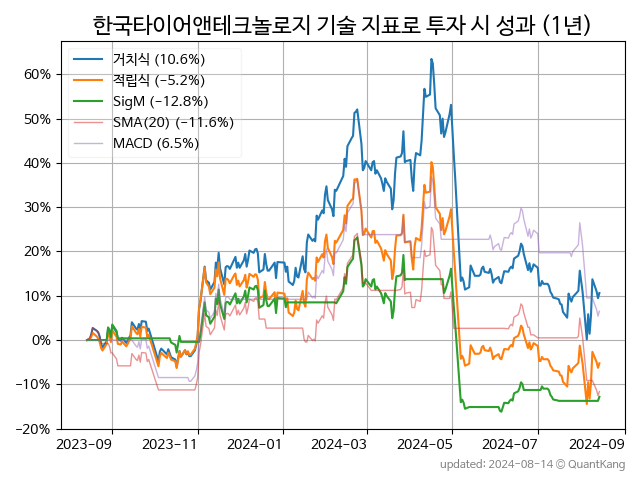 한국타이어앤테크놀로지 기술 지표로 투자 시 성과 (1년)
거치식 (10.6%)
적립식 (−5.2%)
SigM (−12.8%)
SMA(20) (−11.6%)
MACD (6.5%)
60%
50%
40%
30%
20%
10%
0%
−10%
−20%
2023-09 2023-11 2024-01 2024-03 2024-05 2024-07 2024-09
updated: 2024-08-14 © QuantKang